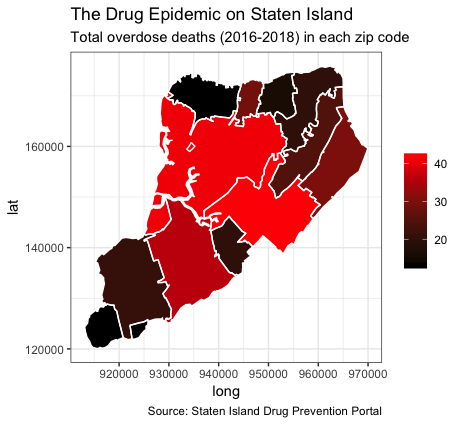 The Drug Epidemic on Staten Island
Total overdose deaths (2016-2018) in each zip code
lat
160000
140000
120000
40
30
20
920000 930000 940000 950000 960000 970000
long
Source: Staten Island Drug Prevention Portal